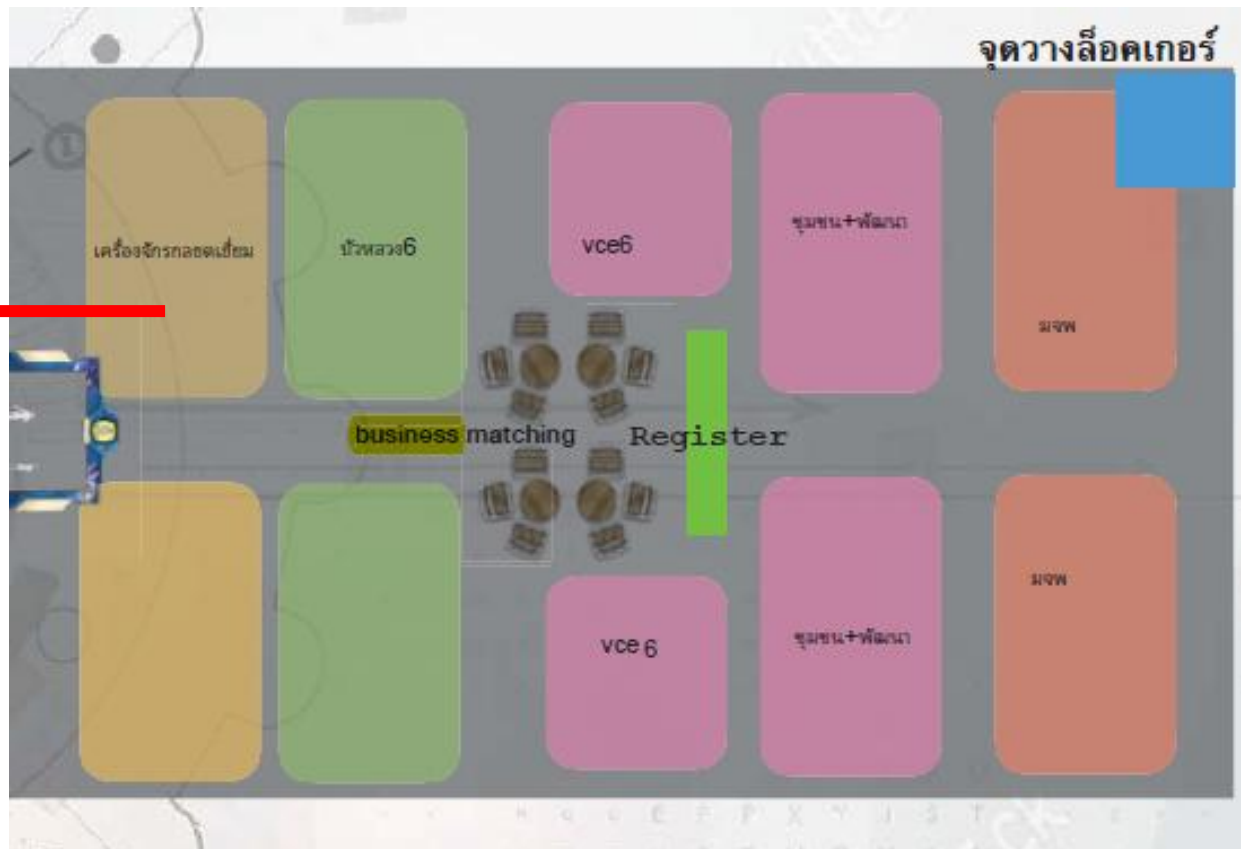 จุดวางล็อคเกอร์
เครื่องจักรกลยอดเยี่ยม
บัวหลวง6
vce6
ชุมชน+พัฒนา
มจพ
business matching
Register
vce 6
ชุมชน+พัฒนา
มจพ